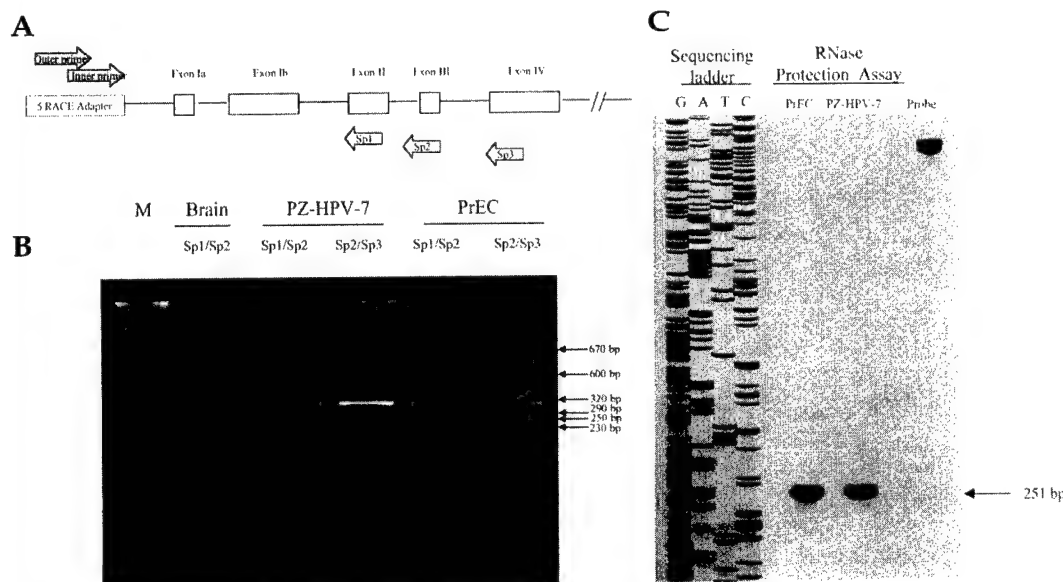 A
Outer primer
Inner primer
5 RACE Adapter
Exon Ia
Exon Ib
Exon II
Exon III
Exon IV
Sp1
Sp2
Sp3
B
M
Brain
PZ-HPV-7
PrEC
Sp1/Sp2
Sp1/Sp2
Sp2/Sp3
Sp1/Sp2
Sp2/Sp3
670 bp
600 bp
320 bp
290 bp
250 bp
230 bp
C
Sequencing
ladder
G A T C
RNase
Protection Assay
PrEC PZ-HPV-7 Probe
251 bp